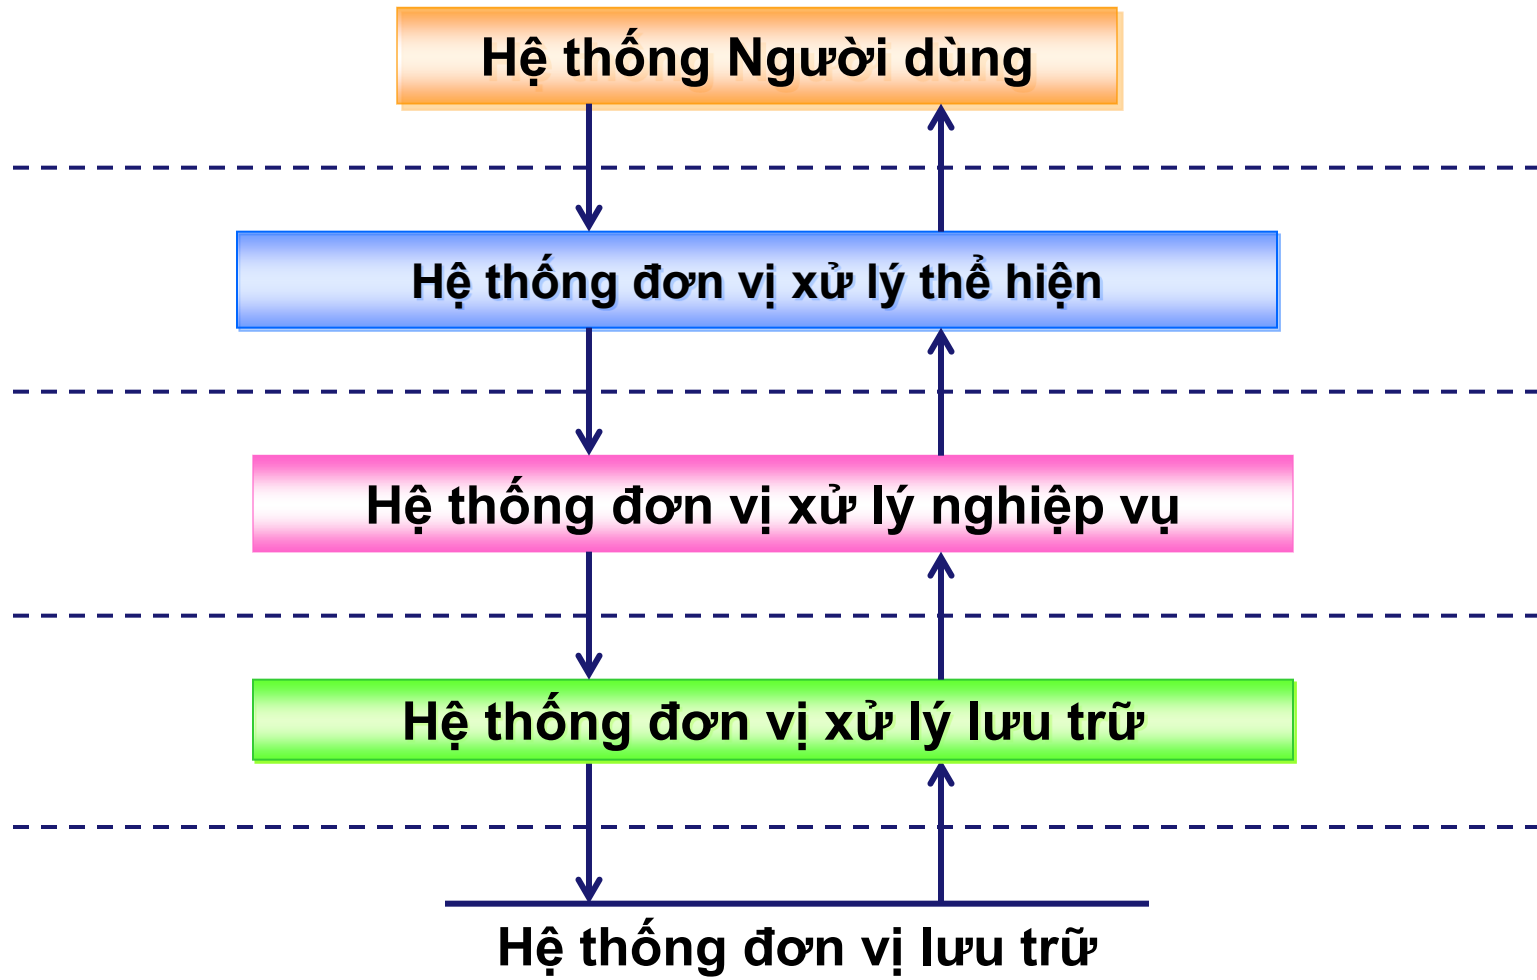 Hệ thống Người dùng
Hệ thống đơn vị xử lý thể hiện
Hệ thống đơn vị xử lý nghiệp vụ
Hệ thống đơn vị xử lý lưu trữ
Hệ thống đơn vị lưu trữ